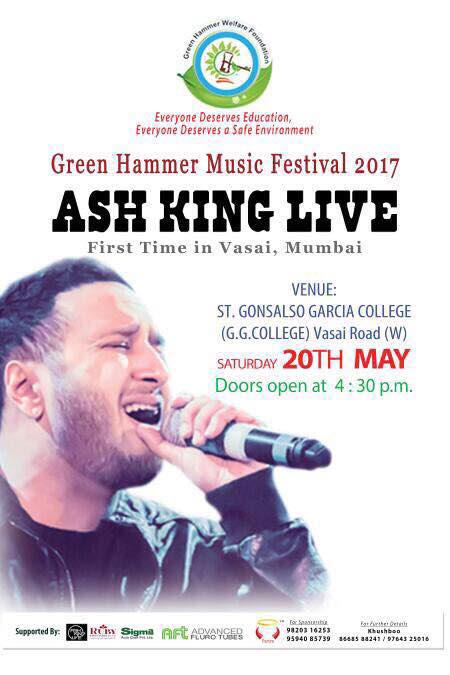 Green Hammer Welfare Foundation
Everyone Deserves Education,
Everyone Deserves a Safe Environment
Green Hammer Music Festival 2017
ASH KING LIVE
First Time in Vasai, Mumbai
VENUE:
ST. GONSALSO GARCIA COLLEGE
(G.G.COLLEGE) Vasai Road (W)
SATURDAY 20TH MAY
Doors open at 4 : 30 p.m.
Supported By:
RUBY
Sigma
AFT ADVANCED
FLURO TUBES
For Sponsorship
98203 16253
95940 85739
For Further Details
Khushboo
86685 88241 / 97643 25016